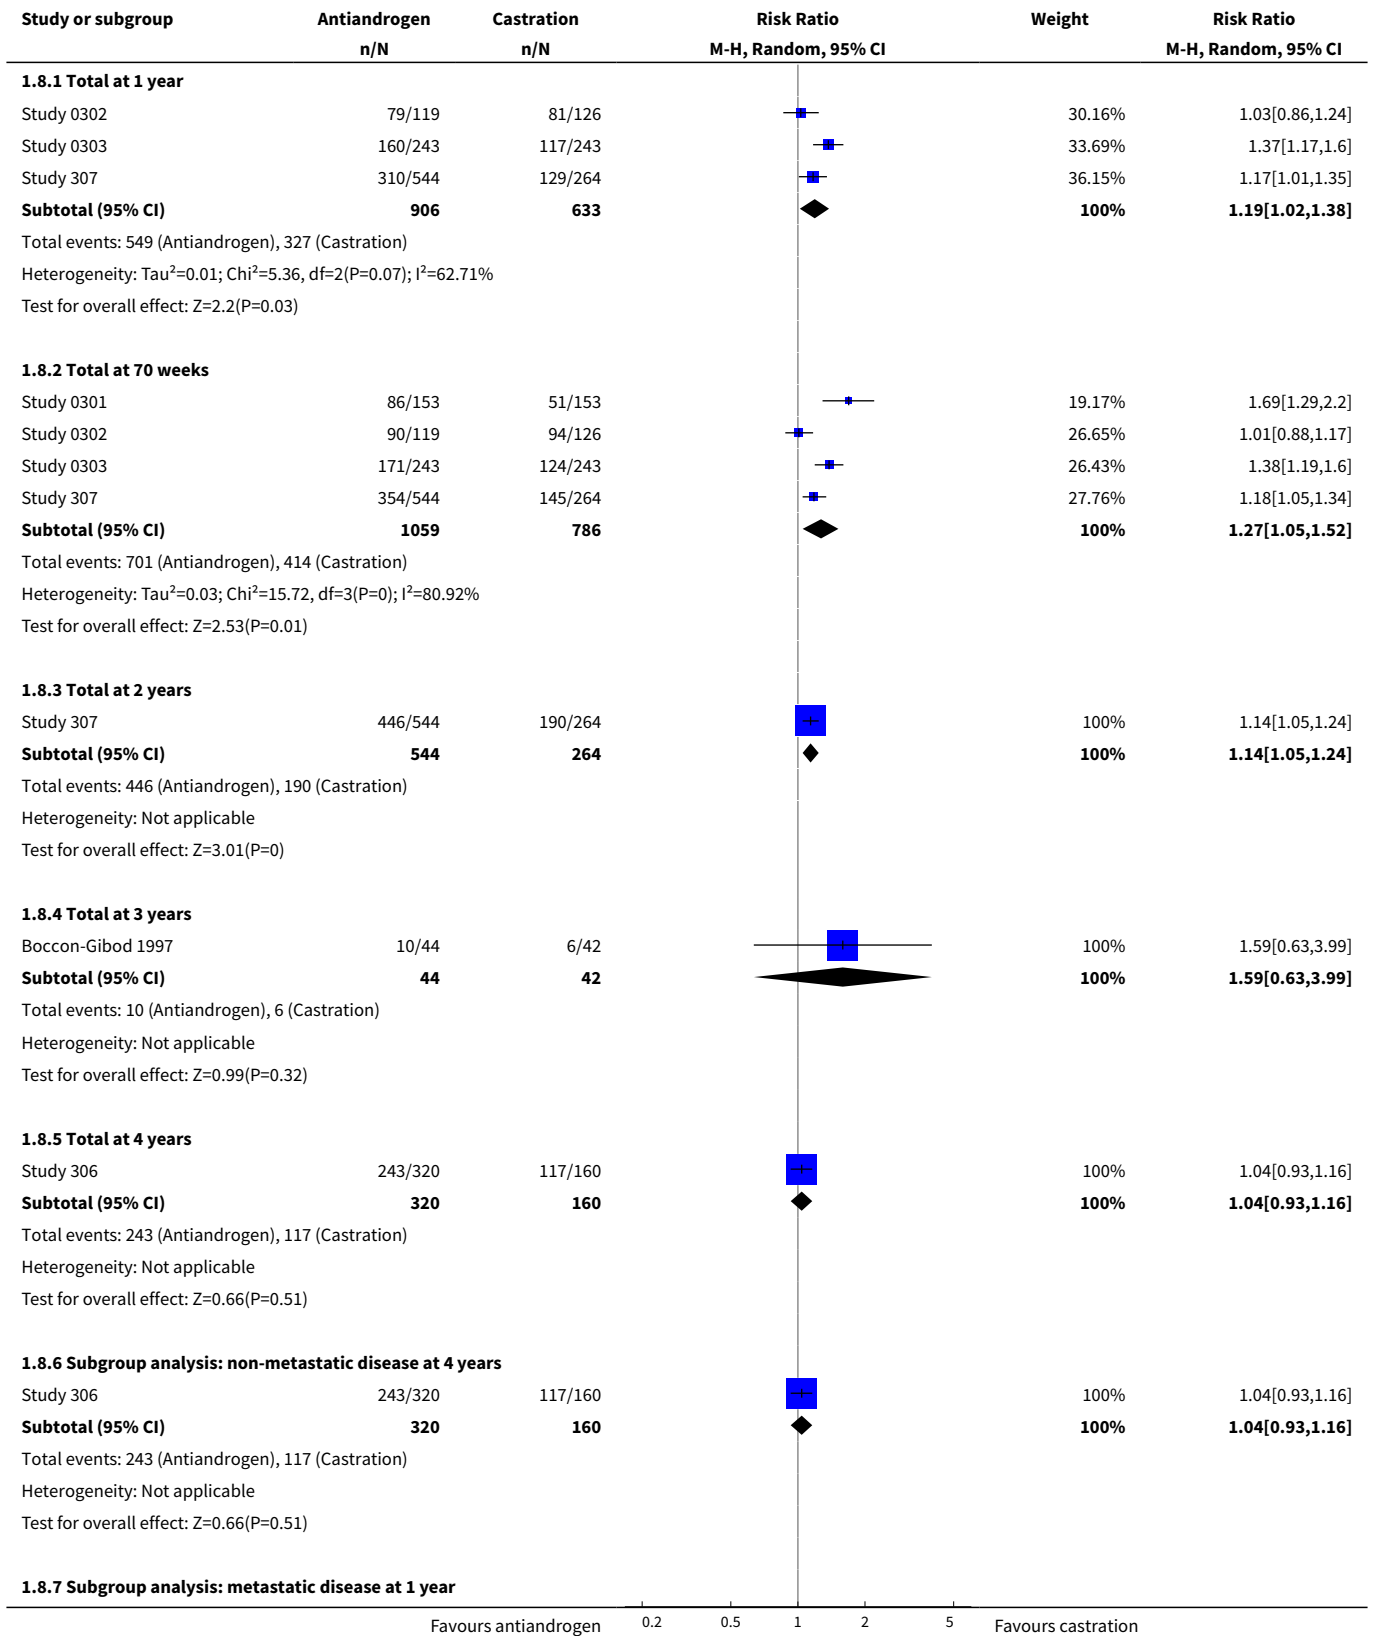 Study or subgroup Antiandrogen Castration Risk Ratio Weight Risk Ratio
n/N n/N M-H, Random, 95% CI M-H, Random, 95% CI
1.8.1 Total at 1 year
Study 0302 79/119 81/126 30.16% 1.03[0.86,1.24]
Study 0303 160/243 117/243 33.69% 1.37[1.17,1.6]
Study 307 310/544 129/264 36.15% 1.17[1.01,1.35]
Subtotal (95% CI) 906 633 100% 1.19[1.02,1.38]
Total events: 549 (Antiandrogen), 327 (Castration)
Heterogeneity: Tau²=0.01; Chi²=5.36, df=2(P=0.07); I²=62.71%
Test for overall effect: Z=2.2(P=0.03)
1.8.2 Total at 70 weeks
Study 0301 86/153 51/153 19.17% 1.69[1.29,2.2]
Study 0302 90/119 94/126 26.65% 1.01[0.88,1.17]
Study 0303 171/243 124/243 26.43% 1.38[1.19,1.6]
Study 307 354/544 145/264 27.76% 1.18[1.05,1.34]
Subtotal (95% CI) 1059 786 100% 1.27[1.05,1.52]
Total events: 701 (Antiandrogen), 414 (Castration)
Heterogeneity: Tau²=0.03; Chi²=15.72, df=3(P=0); I²=80.92%
Test for overall effect: Z=2.53(P=0.01)
1.8.3 Total at 2 years
Study 307 446/544 190/264 100% 1.14[1.05,1.24]
Subtotal (95% CI) 544 264 100% 1.14[1.05,1.24]
Total events: 446 (Antiandrogen), 190 (Castration)
Heterogeneity: Not applicable
Test for overall effect: Z=3.01(P=0)
1.8.4 Total at 3 years
Boccon-Gibod 1997 10/44 6/42 100% 1.59[0.63,3.99]
Subtotal (95% CI) 44 42 100% 1.59[0.63,3.99]
Total events: 10 (Antiandrogen), 6 (Castration)
Heterogeneity: Not applicable
Test for overall effect: Z=0.99(P=0.32)
1.8.5 Total at 4 years
Study 306 243/320 117/160 100% 1.04[0.93,1.16]
Subtotal (95% CI) 320 160 100% 1.04[0.93,1.16]
Total events: 243 (Antiandrogen), 117 (Castration)
Heterogeneity: Not applicable
Test for overall effect: Z=0.66(P=0.51)
1.8.6 Subgroup analysis: non-metastatic disease at 4 years
Study 306 243/320 117/160 100% 1.04[0.93,1.16]
Subtotal (95% CI) 320 160 100% 1.04[0.93,1.16]
Total events: 243 (Antiandrogen), 117 (Castration)
Heterogeneity: Not applicable
Test for overall effect: Z=0.66(P=0.51)
1.8.7 Subgroup analysis: metastatic disease at 1 year
Favours antiandrogen 0.2 0.5 1 2 5 Favours castration